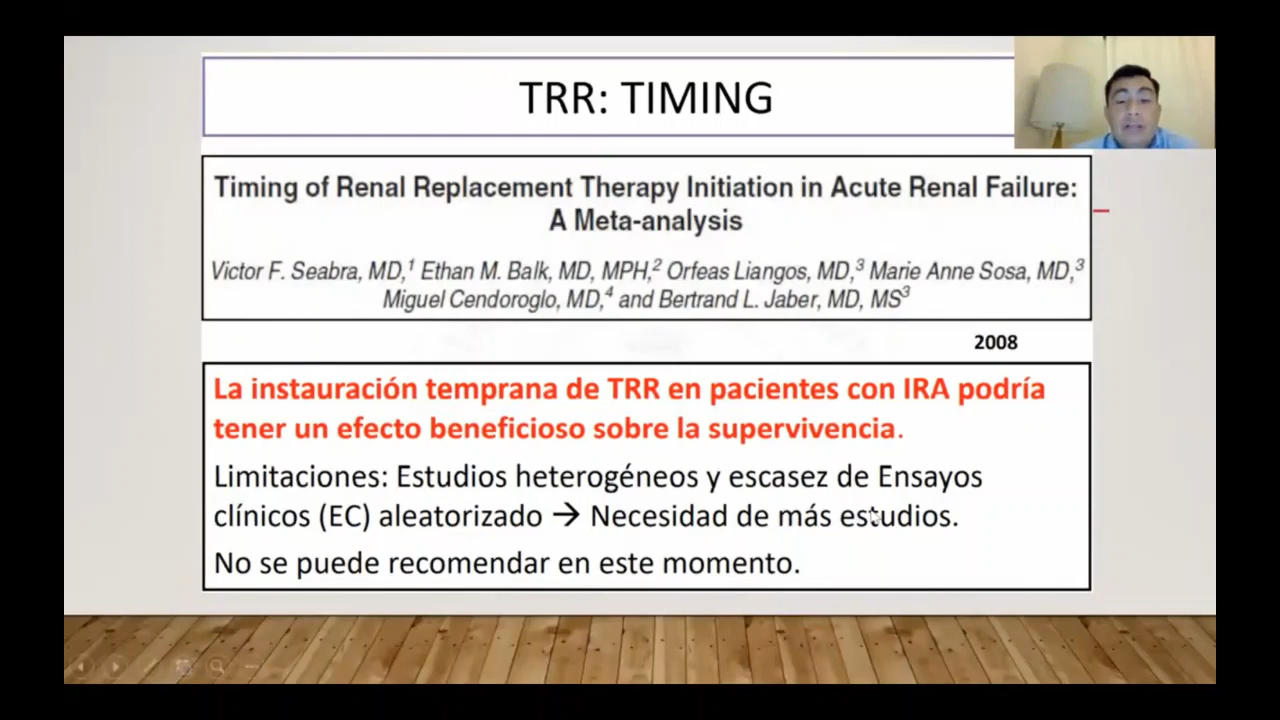 TRR: TIMING
Timing of Renal Replacement Therapy Initiation in Acute Renal Failure:
A Meta-analysis
Victor F. Seabra, MD,¹ Ethan M. Balk, MD, MPH,² Orfeas Liangos, MD,³ Marie Anne Sosa, MD,³
Miguel Cendoroglo, MD,⁴ and Bertrand L. Jaber, MD, MS³
2008
La instauración temprana de TRR en pacientes con IRA podría
tener un efecto beneficioso sobre la supervivencia.
Limitaciones: Estudios heterogéneos y escasez de Ensayos
clínicos (EC) aleatorizado → Necesidad de más estudios.
No se puede recomendar en este momento.